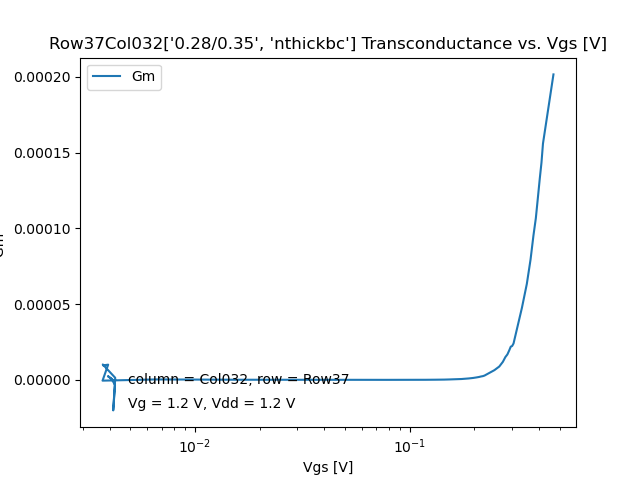 Row37Col032['0.28/0.35', 'nthickbc'] Transconductance vs. Vgs [V]
Gm
0.00020
0.00015
0.00010
0.00005
0.00000
column = Col032, row = Row37
Vg = 1.2 V, Vdd = 1.2 V
10⁻²
10⁻¹
Vgs [V]